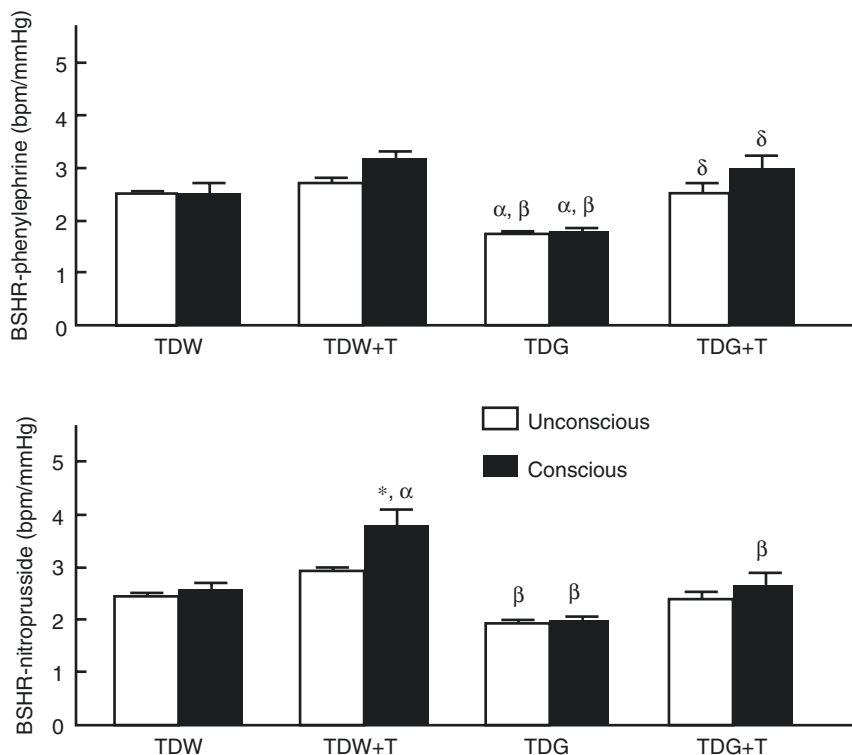 BSHR-phenylephrine (bpm/mmHg)
5
4
3
2
1
0
α, β
α, β
δ
δ
TDW
TDW+T
TDG
TDG+T
BSHR-nitroprusside (bpm/mmHg)
5
4
3
2
1
0
Unconscious
Conscious
*, α
β
β
β
TDW
TDW+T
TDG
TDG+T